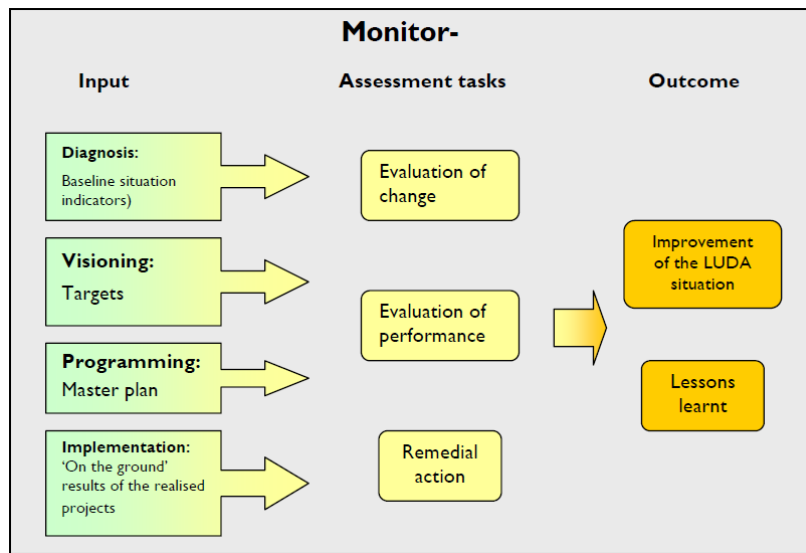 Monitor-
Input
Assessment tasks
Outcome
Diagnosis:
Baseline situation
indicators)
Visioning:
Targets
Programming:
Master plan
Implementation:
‘On the ground’
results of the realised
projects
Evaluation of
change
Evaluation of
performance
Remedial
action
Improvement
of the LUDA
situation
Lessons
learnt